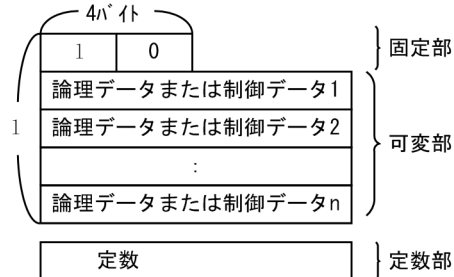 4バイト
1 0 固定部
論理データまたは制御データ1
1 論理データまたは制御データ2 可変部
:
論理データまたは制御データn
定数 定数部